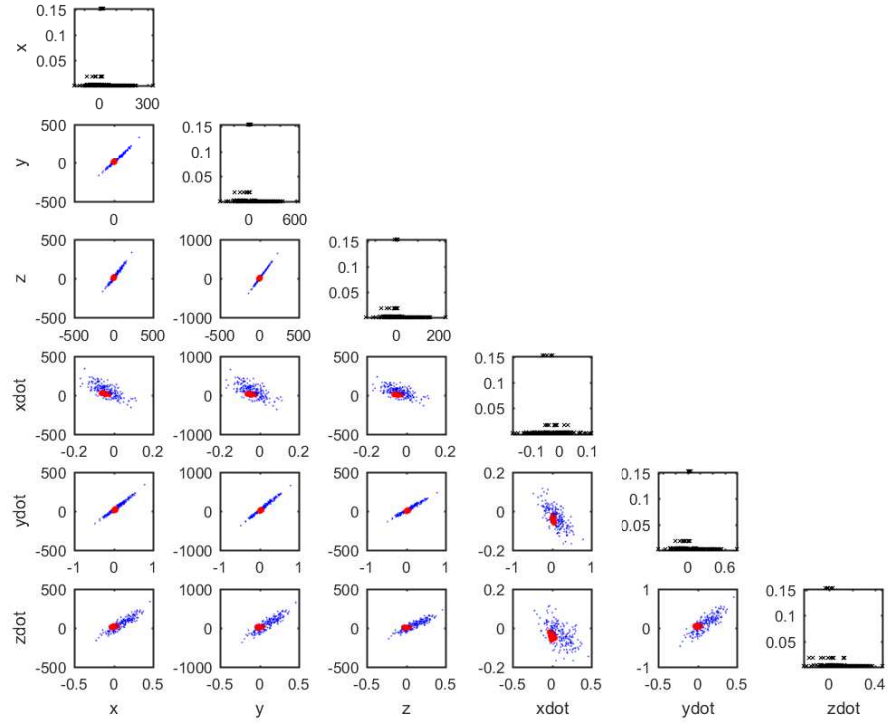 0.15
0.1
0.05
x
0 300
500 0.15
0 0.1
-500 0.05
y
0 0 600
500 1000 0.15
0 0 0.1
-500 -1000 0.05
z
-500 0 500 -500 0 500 0 200
500 1000 500 0.15
0 0 0 0.1
-500 -1000 -500 0.05
xdot
-0.2 0 0.2 -0.2 0 0.2 -0.2 0 0.2 -0.1 0 0.1
500 1000 500 0.2 0.15
0 0 0 0 0.1
-500 -1000 -500 -0.2 0.05
ydot
-1 0 1 -1 0 1 -1 0 1 -1 0 1 0 0.6
500 1000 500 0.2 1 0.15
0 0 0 0 0 0.1
-500 -1000 -500 -0.2 -1 0.05
zdot
-0.5 0 0.5 -0.5 0 0.5 -0.5 0 0.5 -0.5 0 0.5 -0.5 0 0.5 0 0.4
x y z xdot ydot zdot